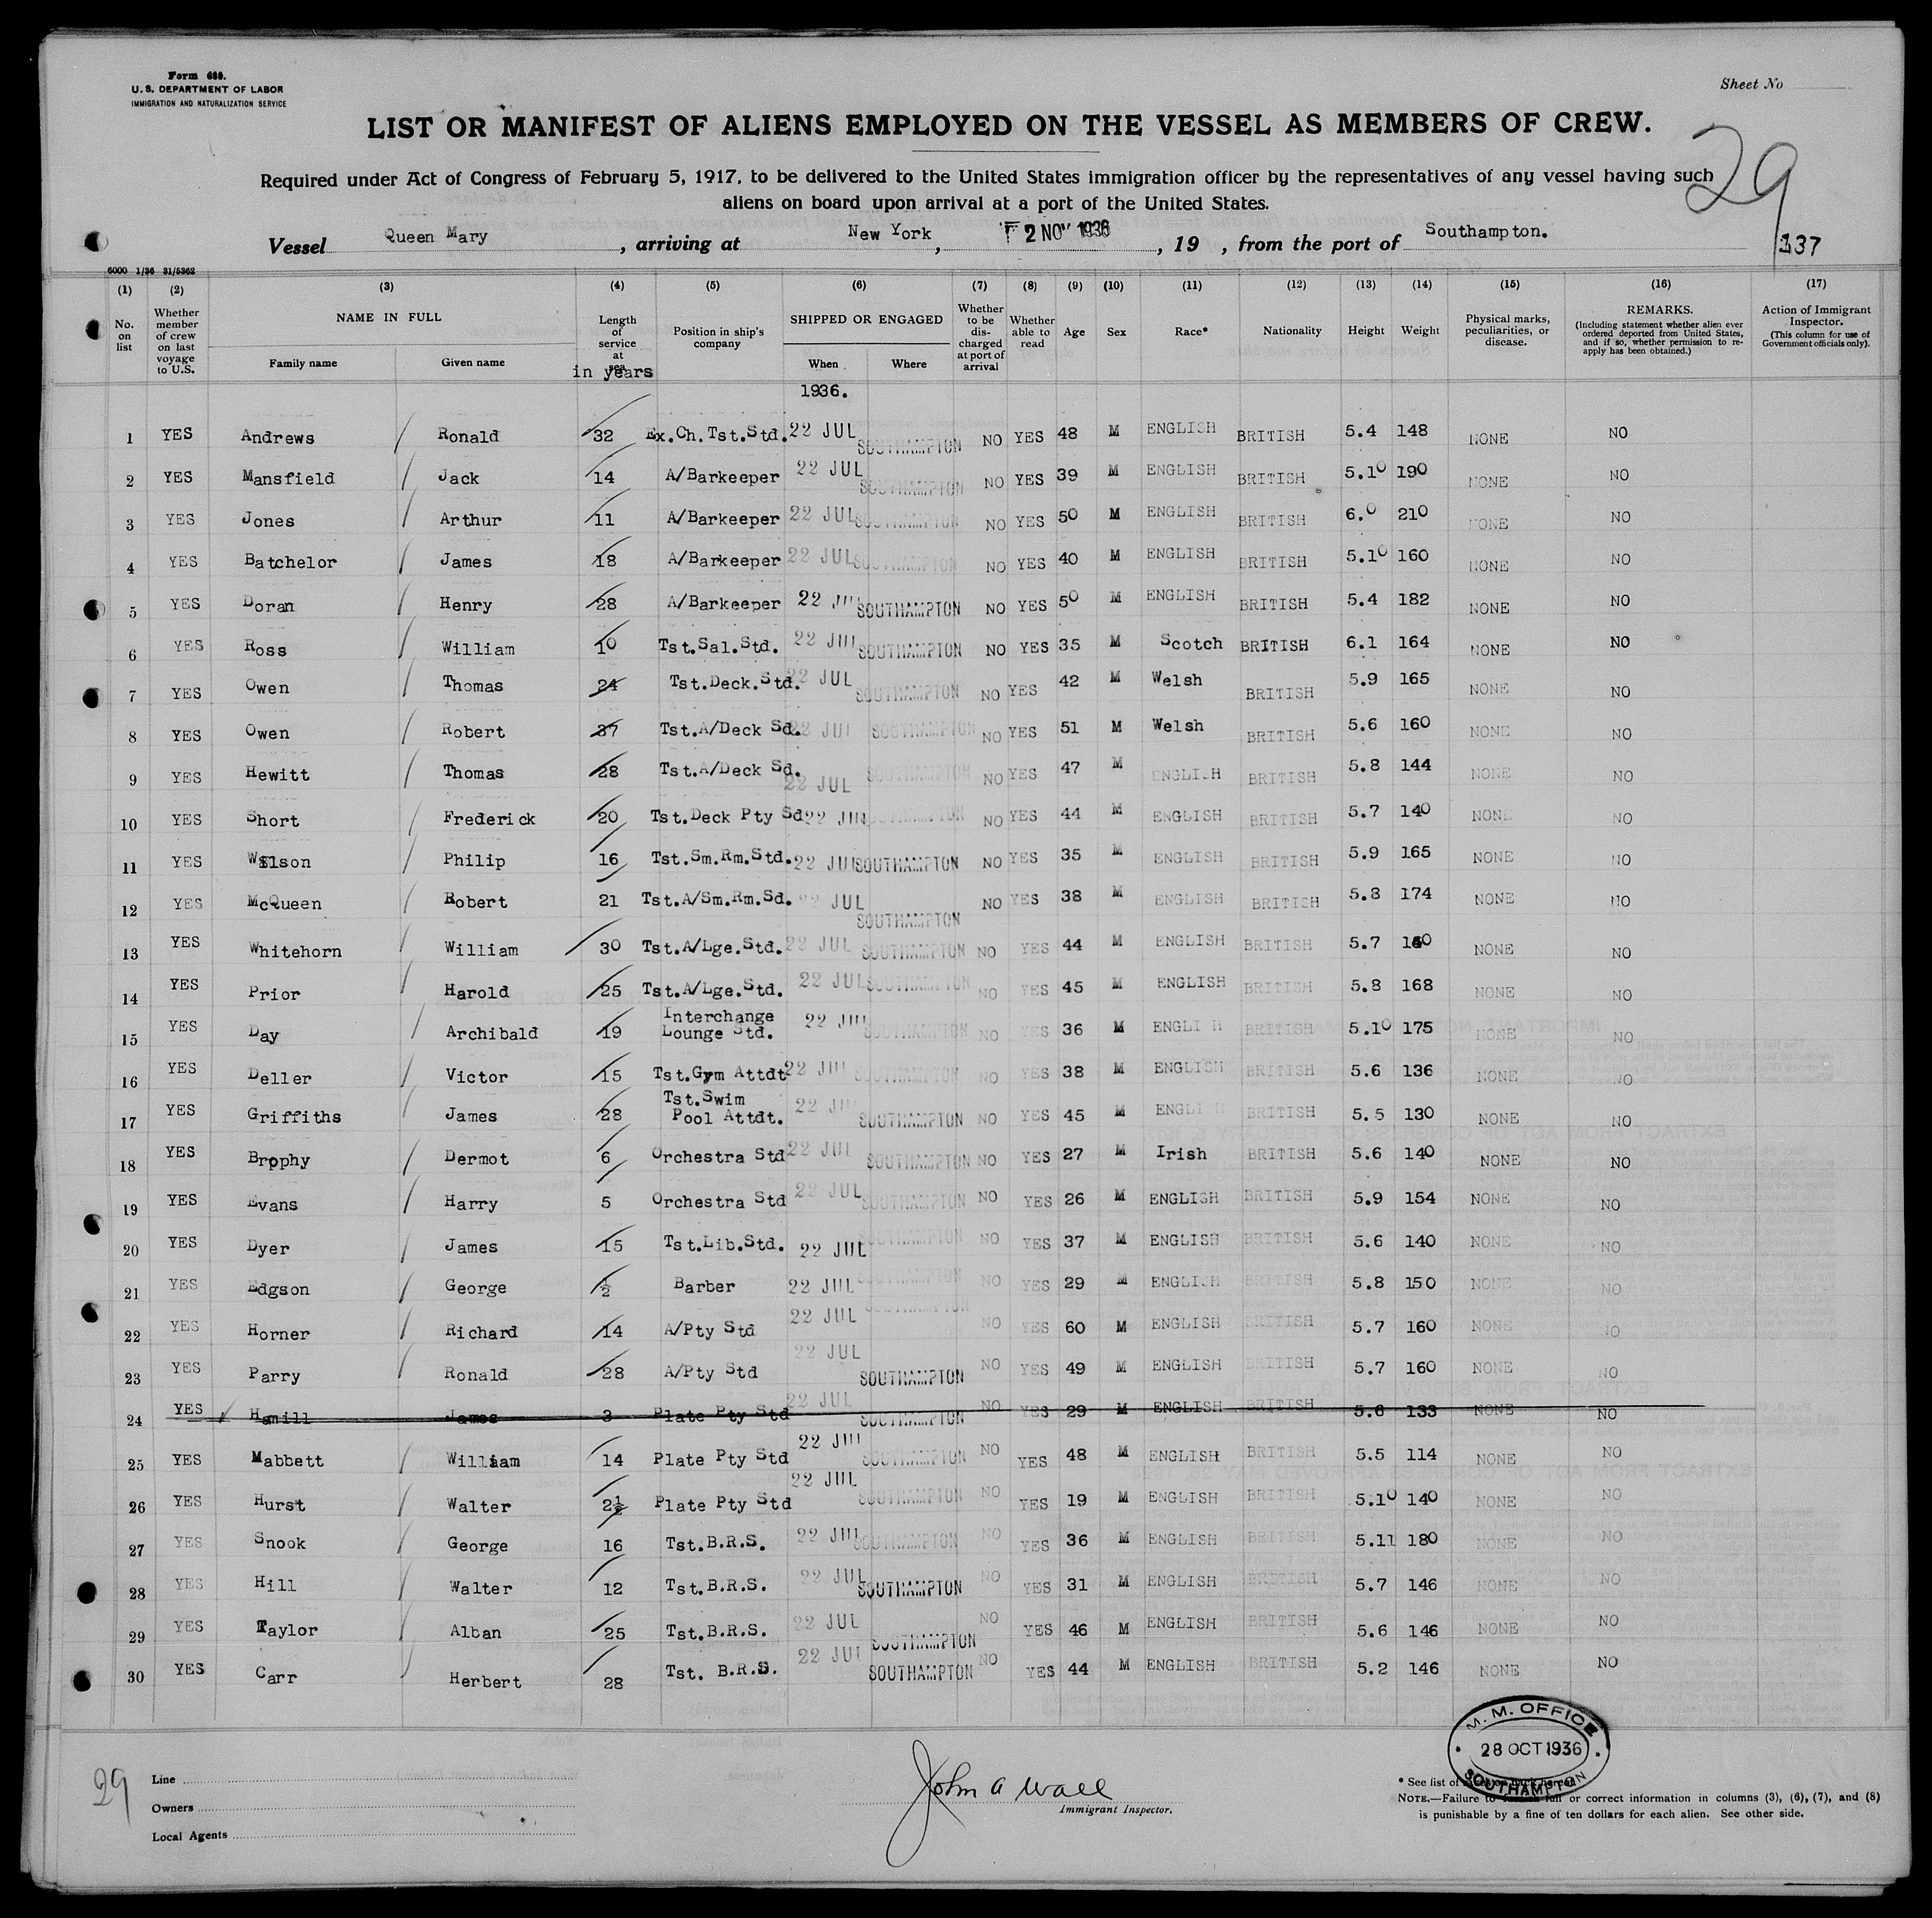 Form 689.
U. S. DEPARTMENT OF LABOR
IMMIGRATION AND NATURALIZATION SERVICE
Sheet No
LIST OR MANIFEST OF ALIENS EMPLOYED ON THE VESSEL AS MEMBERS OF CREW.
29
Required under Act of Congress of February 5, 1917, to be delivered to the United States immigration officer by the representatives of any vessel having such
aliens on board upon arrival at a port of the United States.
Vessel Queen Mary, arriving at New York, 2 NOV 1936, 19 , from the port of Southampton.
137
6000 1/36 31/5362
(1) (2) (3) (4) (5) (6) (7) (8) (9) (10) (11) (12) (13) (14) (15) (16) (17)
No. on list Whether member of crew on last voyage to U.S. NAME IN FULL Family name Given name Length of service at sea in years Position in ship's company SHIPPED OR ENGAGED When Where Whether to be discharged at port of arrival Whether able to read Age Sex Race* Nationality Height Weight Physical marks, peculiarities, or disease. REMARKS. (Including statement whether alien ever ordered deported from United States, and if so, whether permission to re-apply has been obtained.) Action of Immigrant Inspector. (This column for use of Government officials only).
1936.
1 YES Andrews Ronald 32 Ex.Ch.Tst.Std. 22 JUL SOUTHAMPTON NO YES 48 M ENGLISH BRITISH 5.4 148 NONE NO
2 YES Mansfield Jack 14 A/Barkeeper 22 JUL SOUTHAMPTON NO YES 39 M ENGLISH BRITISH 5.10 190 NONE NO
3 YES Jones Arthur 11 A/Barkeeper 22 JUL SOUTHAMPTON NO YES 50 M ENGLISH BRITISH 6.0 210 NONE NO
4 YES Batchelor James 18 A/Barkeeper 22 JUL SOUTHAMPTON NO YES 40 M ENGLISH BRITISH 5.10 160 NONE NO
5 YES Doran Henry 28 A/Barkeeper 22 JUL SOUTHAMPTON NO YES 50 M ENGLISH BRITISH 5.4 182 NONE NO
6 YES Ross William 10 Tst.Sal.Std. 22 JUL SOUTHAMPTON NO YES 35 M Scotch BRITISH 6.1 164 NONE NO
7 YES Owen Thomas 24 Tst.Deck.Std. 22 JUL SOUTHAMPTON NO YES 42 M Welsh BRITISH 5.9 165 NONE NO
8 YES Owen Robert 37 Tst.A/Deck Sd. 22 JUL SOUTHAMPTON NO YES 51 M Welsh BRITISH 5.6 160 NONE NO
9 YES Hewitt Thomas 28 Tst.A/Deck Sd. 22 JUL SOUTHAMPTON NO YES 47 M ENGLISH BRITISH 5.8 144 NONE NO
10 YES Short Frederick 20 Tst.Deck Pty Sd 22 JUL SOUTHAMPTON NO YES 44 M ENGLISH BRITISH 5.7 140 NONE NO
11 YES Wilson Philip 16 Tst.Sm.Rm.Std. 22 JUL SOUTHAMPTON NO YES 35 M ENGLISH BRITISH 5.9 165 NONE NO
12 YES McQueen Robert 21 Tst.A/Sm.Rm.Sd. 22 JUL SOUTHAMPTON NO YES 38 M ENGLISH BRITISH 5.8 174 NONE NO
13 YES Whitehorn William 30 Tst.A/Lge.Std. 22 JUL SOUTHAMPTON NO YES 44 M ENGLISH BRITISH 5.7 NONE NO
14 YES Prior Harold 25 Tst.A/Lge.Std. 22 JUL SOUTHAMPTON NO YES 45 M ENGLISH BRITISH 5.8 168 NONE NO
15 YES Day Archibald 19 Interchange Lounge Std. 22 JUL SOUTHAMPTON NO YES 36 M ENGLISH BRITISH 5.10 175 NONE NO
16 YES Deller Victor 15 Tst.Gym Attdt 22 JUL SOUTHAMPTON NO YES 38 M ENGLISH BRITISH 5.6 136 NONE NO
17 YES Griffiths James 28 Tst.Swim Pool Attdt. 22 JUL SOUTHAMPTON NO YES 45 M ENGLISH BRITISH 5.5 130 NONE NO
18 YES Brophy Dermot 6 Orchestra Std 22 JUL SOUTHAMPTON NO YES 27 M Irish BRITISH 5.6 140 NONE NO
19 YES Evans Harry 5 Orchestra Std 22 JUL SOUTHAMPTON NO YES 26 M ENGLISH BRITISH 5.9 154 NONE NO
20 YES Dyer James 15 Tst.Lib.Std. 22 JUL SOUTHAMPTON NO YES 37 M ENGLISH BRITISH 5.6 140 NONE NO
21 YES Edgson George ½ Barber 22 JUL SOUTHAMPTON NO YES 29 M ENGLISH BRITISH 5.8 150 NONE NO
22 YES Horner Richard 14 A/Pty Std 22 JUL SOUTHAMPTON NO YES 60 M ENGLISH BRITISH 5.7 160 NONE NO
23 YES Parry Ronald 28 A/Pty Std 22 JUL SOUTHAMPTON NO YES 49 M ENGLISH BRITISH 5.7 160 NONE NO
24 YES Hamill James 3 Plate Pty Std 22 JUL SOUTHAMPTON NO YES 29 M ENGLISH BRITISH 5.6 133 NONE NO
25 YES Mabbett William 14 Plate Pty Std 22 JUL SOUTHAMPTON NO YES 48 M ENGLISH BRITISH 5.5 114 NONE NO
26 YES Hurst Walter 2½ Plate Pty Std 22 JUL SOUTHAMPTON NO YES 19 M ENGLISH BRITISH 5.10 140 NONE NO
27 YES Snook George 16 Tst.B.R.S. 22 JUL SOUTHAMPTON NO YES 36 M ENGLISH BRITISH 5.11 180 NONE NO
28 YES Hill Walter 12 Tst.B.R.S. 22 JUL SOUTHAMPTON NO YES 31 M ENGLISH BRITISH 5.7 146 NONE NO
29 YES Taylor Alban 25 Tst.B.R.S. 22 JUL SOUTHAMPTON NO YES 46 M ENGLISH BRITISH 5.6 146 NONE NO
30 YES Carr Herbert 28 Tst. B.R.S. 22 JUL SOUTHAMPTON NO YES 44 M ENGLISH BRITISH 5.2 146 NONE NO
M. M. OFFICE
28 OCT 1936
SOUTHAMPTON
29
Line
Owners
Local Agents
John A Wall
Immigrant Inspector.
* See list of races on back hereof.
NOTE.—Failure to furnish full or correct information in columns (3), (6), (7), and (8)
is punishable by a fine of ten dollars for each alien. See other side.